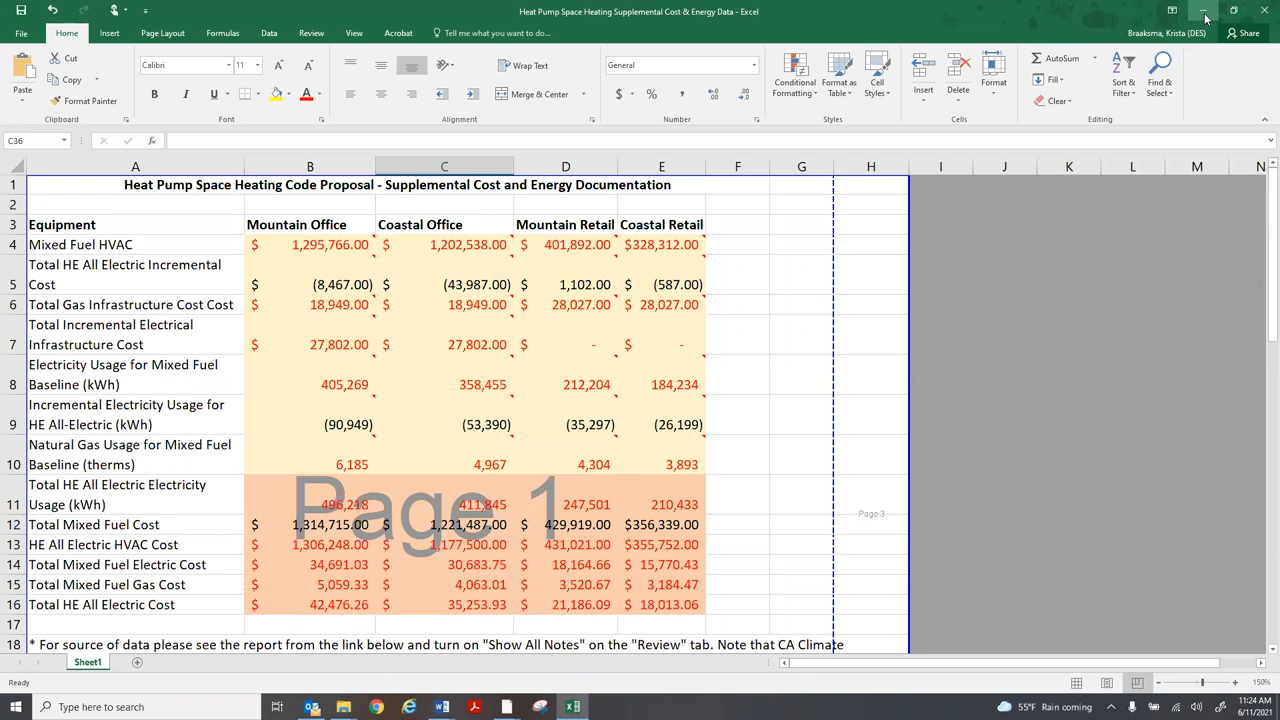 Heat Pump Space Heating Supplemental Cost & Energy Data - Excel
File Home Insert Page Layout Formulas Data Review View Acrobat Tell me what you want to do... Braaksma, Krista (DES) Share
Paste
Cut
Copy
Format Painter
Calibri 11
B I U A
Wrap Text
Merge & Center
General
$ % ,
Conditional Formatting
Format as Table
Cell Styles
Insert Delete Format
AutoSum
Fill
Clear
Sort & Filter
Find & Select
Clipboard Font Alignment Number Styles Cells Editing
C36 fx
A B C D E F G H I J K L M N
1 Heat Pump Space Heating Code Proposal - Supplemental Cost and Energy Documentation
2
3 Equipment Mountain Office Coastal Office Mountain Retail Coastal Retail
4 Mixed Fuel HVAC $ 1,295,766.00 $ 1,202,538.00 $ 401,892.00 $328,312.00
Total HE All Electric Incremental
5 Cost $ (8,467.00) $ (43,987.00) $ 1,102.00 $ (587.00)
6 Total Gas Infrastructure Cost Cost $ 18,949.00 $ 18,949.00 $ 28,027.00 $ 28,027.00
Total Incremental Electrical
7 Infrastructure Cost $ 27,802.00 $ 27,802.00 $ - $ -
Electricity Usage for Mixed Fuel
8 Baseline (kWh) 405,269 358,455 212,204 184,234
Incremental Electricity Usage for
9 HE All-Electric (kWh) (90,949) (53,390) (35,297) (26,199)
Natural Gas Usage for Mixed Fuel
10 Baseline (therms) 6,185 4,967 4,304 3,893
Total HE All Electric Electricity
11 Usage (kWh) 496,218 411,845 247,501 210,433
Page 1
Page 3
12 Total Mixed Fuel Cost $ 1,314,715.00 $ 1,221,487.00 $ 429,919.00 $356,339.00
13 HE All Electric HVAC Cost $ 1,306,248.00 $ 1,177,500.00 $ 431,021.00 $355,752.00
14 Total Mixed Fuel Electric Cost $ 34,691.03 $ 30,683.75 $ 18,164.66 $ 15,770.43
15 Total Mixed Fuel Gas Cost $ 5,059.33 $ 4,063.01 $ 3,520.67 $ 3,184.47
16 Total HE All Electric Cost $ 42,476.26 $ 35,253.93 $ 21,186.09 $ 18,013.06
17
18 * For source of data please see the report from the link below and turn on "Show All Notes" on the "Review" tab. Note that CA Climate
Sheet1
Ready 150%
Type here to search 55°F Raining coming 11:24 AM
6/11/2021